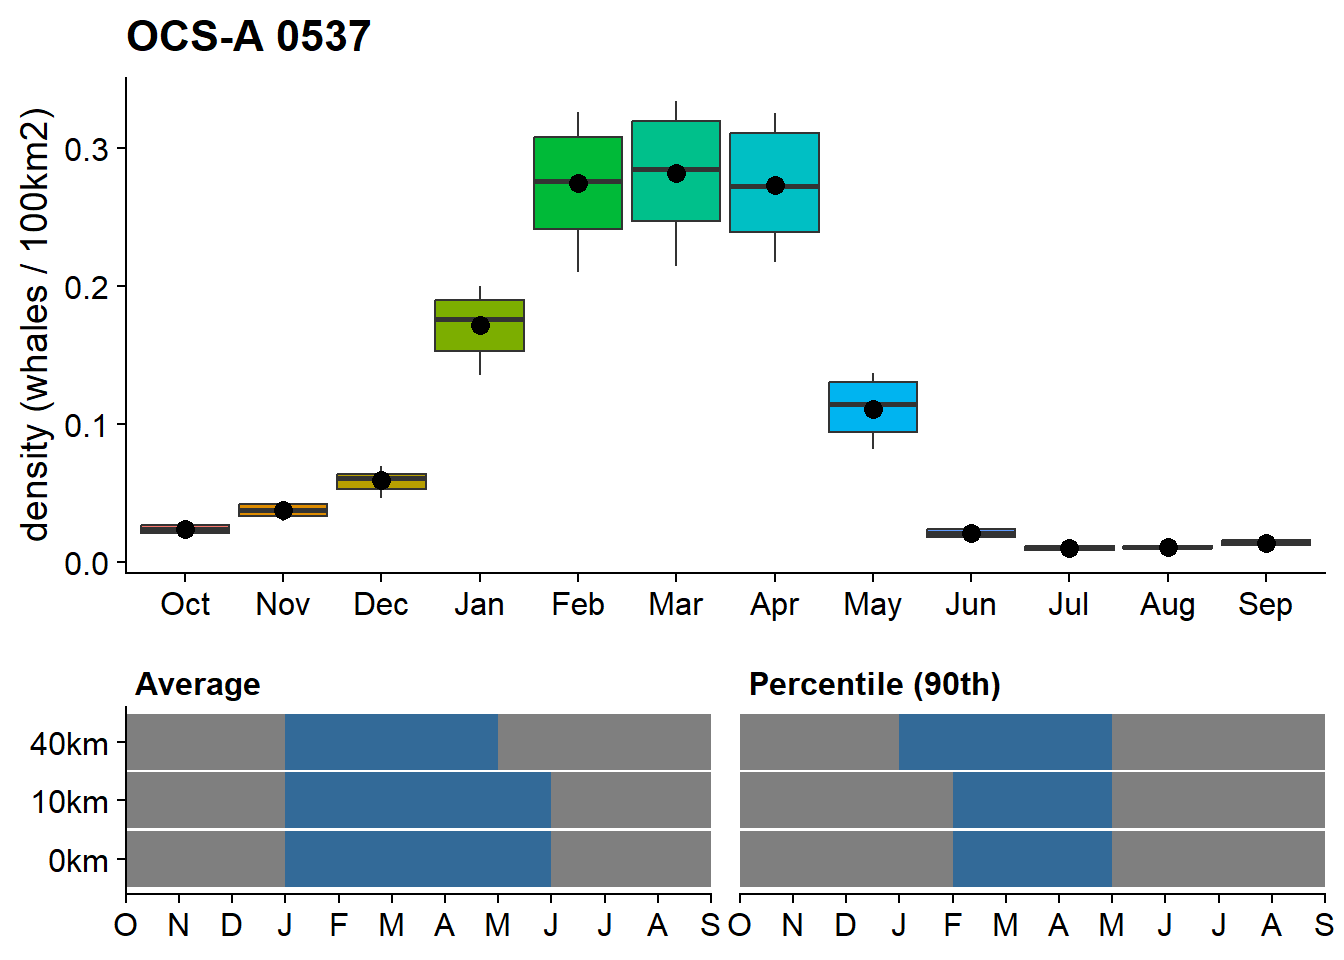 OCS-A 0537
density (whales / 100km2)
0.3
0.2
0.1
0.0
Oct Nov Dec Jan Feb Mar Apr May Jun Jul Aug Sep
Average
Percentile (90th)
40km
10km
0km
O N D J F M A M J J A S
O N D J F M A M J J A S